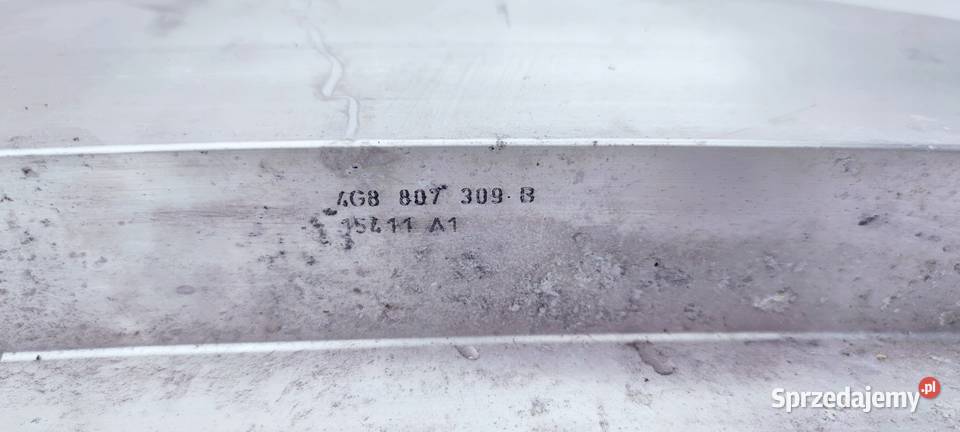 4G8 807 309 B
15411 A1
Sprzedajemy.pl